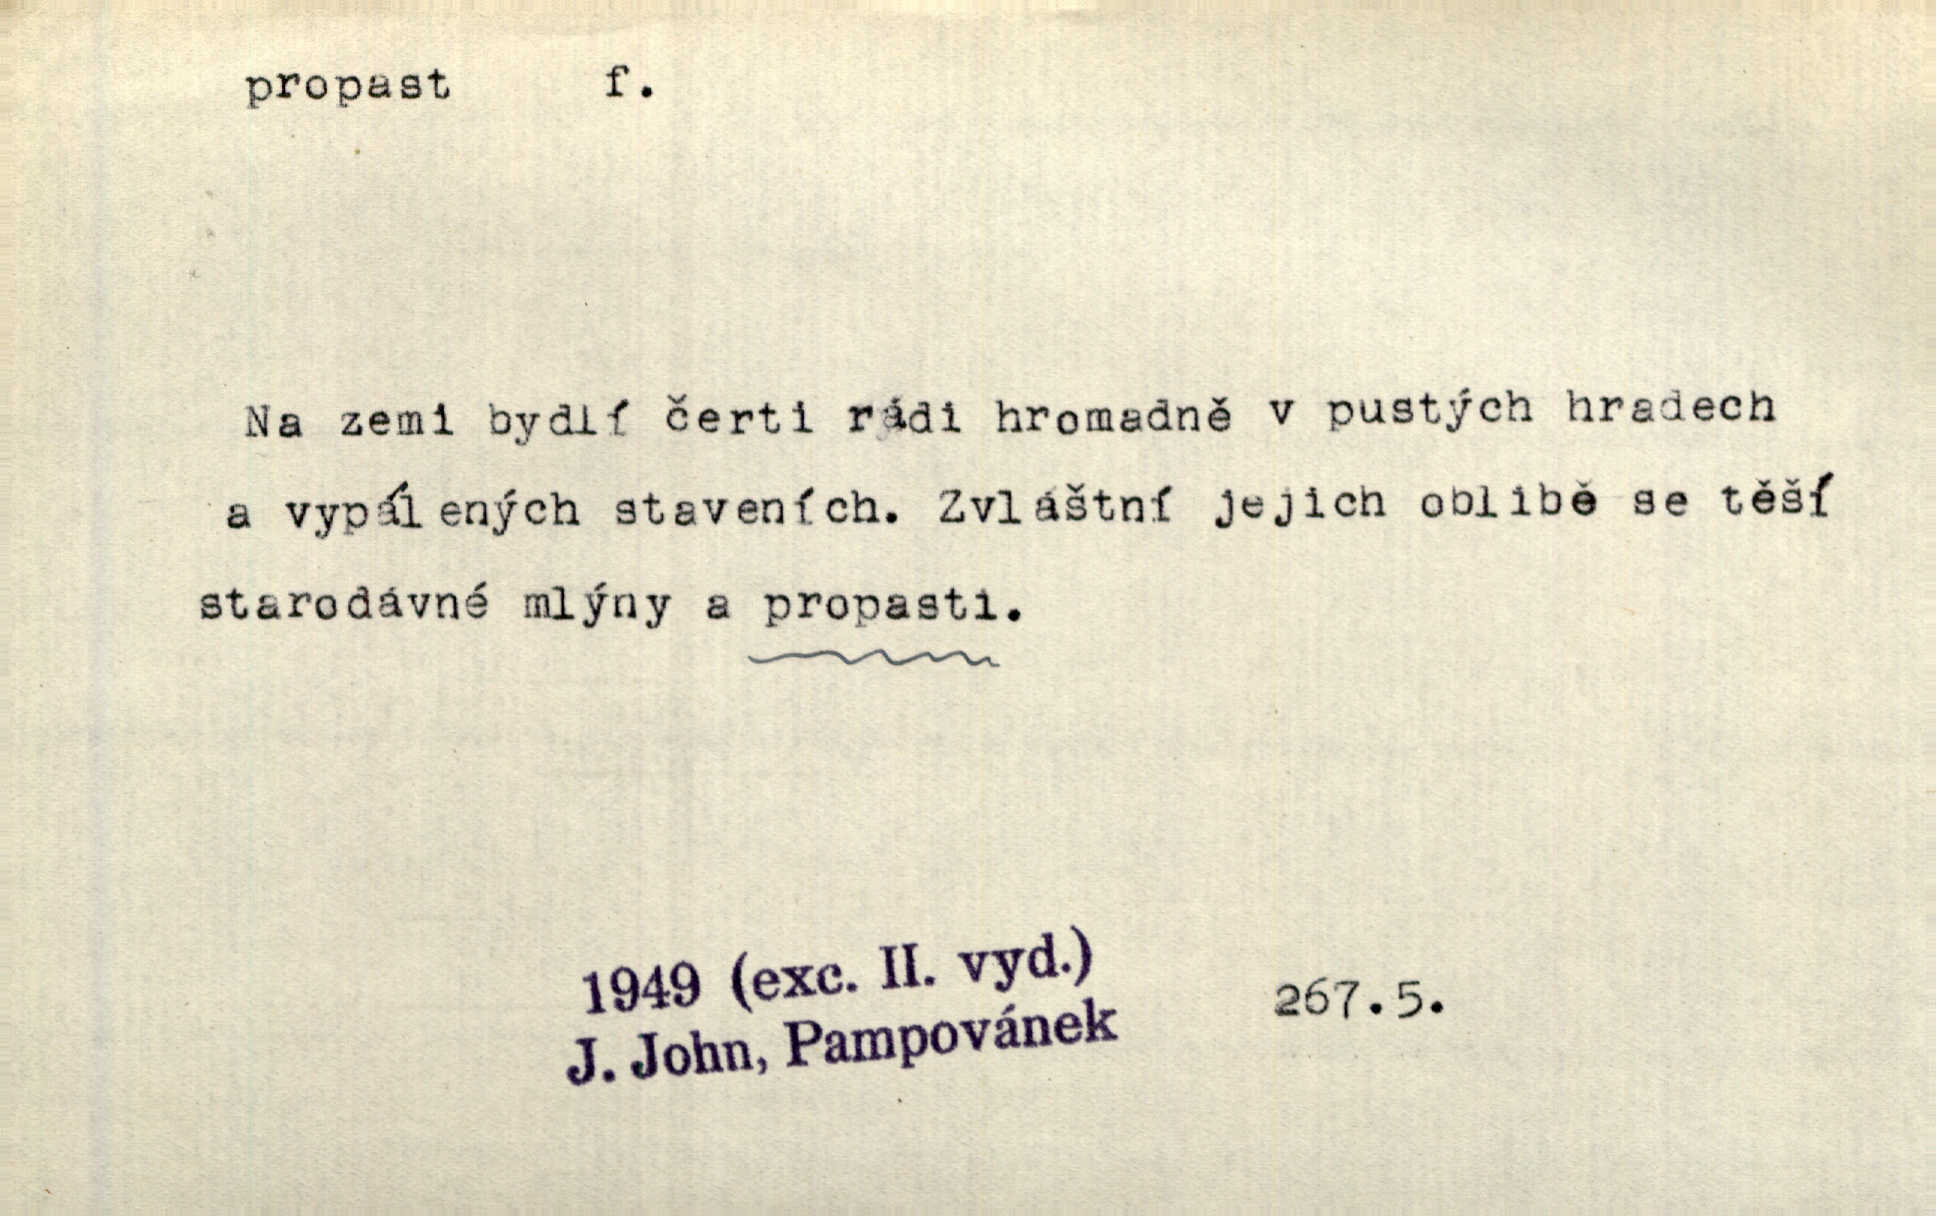 propast f.
Na zemi bydlí čerti rádi hromadně v pustých hradech
a vypálených staveních. Zvláštní jejich oblibě se těší
starodávné mlýny a propasti.
1949 (exc. II. vyd.)
J. John, Pampovánek
267.5.